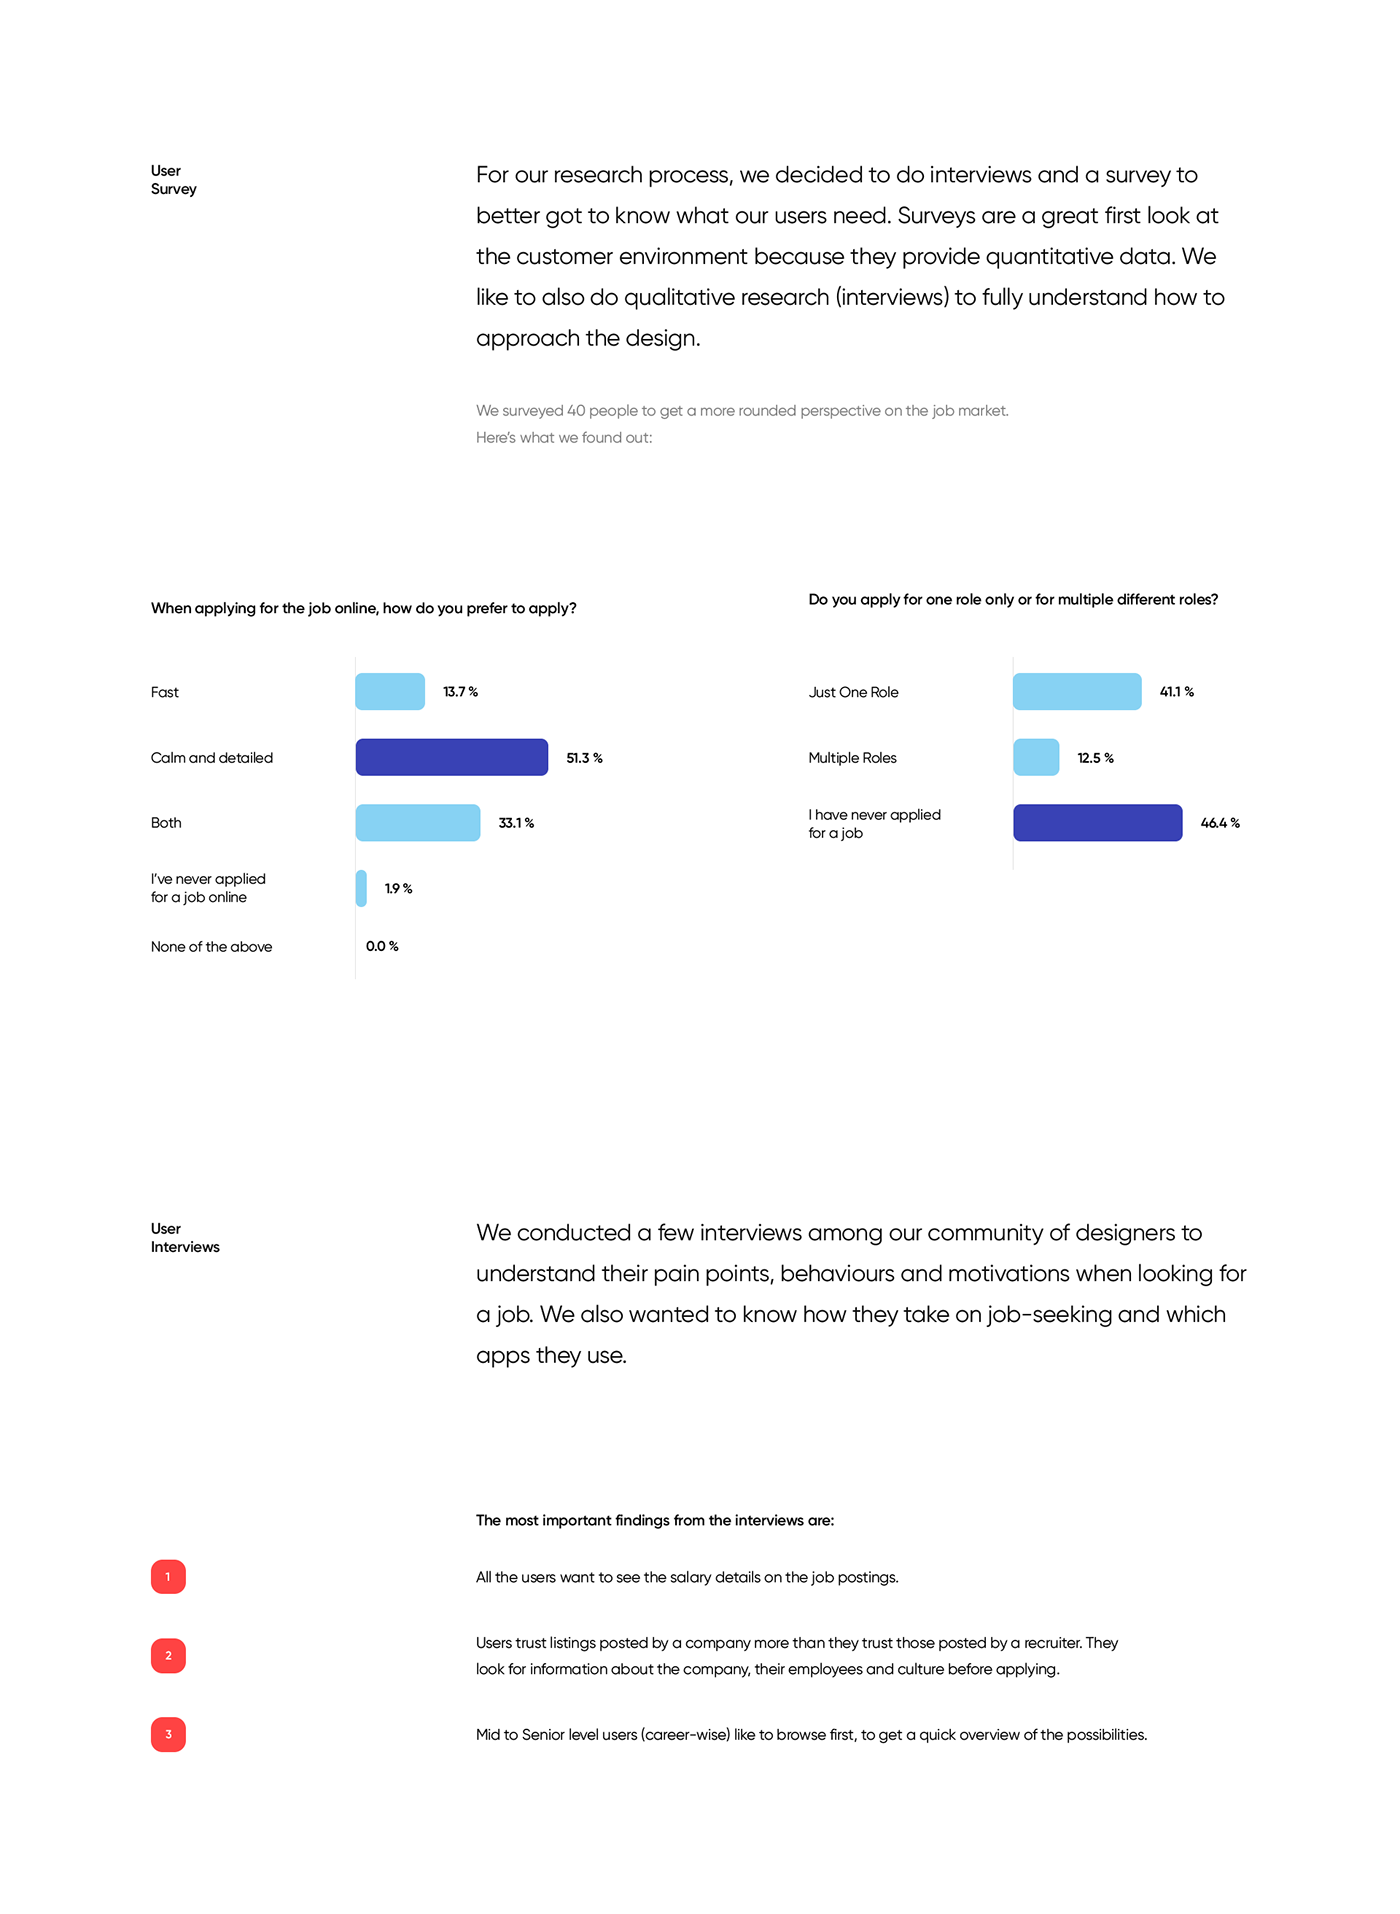 User
Survey
For our research process, we decided to do interviews and a survey to
better got to know what our users need. Surveys are a great first look at
the customer environment because they provide quantitative data. We
like to also do qualitative research (interviews) to fully understand how to
approach the design.
We surveyed 40 people to get a more rounded perspective on the job market.
Here's what we found out:
When applying for the job online, how do you prefer to apply?
Fast
13.7 %
Calm and detailed
51.3 %
Both
33.1 %
I've never applied
for a job online
1.9 %
None of the above
0.0 %
Do you apply for one role only or for multiple different roles?
Just One Role
41.1 %
Multiple Roles
12.5 %
I have never applied
for a job
46.4 %
User
Interviews
We conducted a few interviews among our community of designers to
understand their pain points, behaviours and motivations when looking for
a job. We also wanted to know how they take on job-seeking and which
apps they use.
The most important findings from the interviews are:
1
All the users want to see the salary details on the job postings.
2
Users trust listings posted by a company more than they trust those posted by a recruiter. They
look for information about the company, their employees and culture before applying.
3
Mid to Senior level users (career-wise) like to browse first, to get a quick overview of the possibilities.